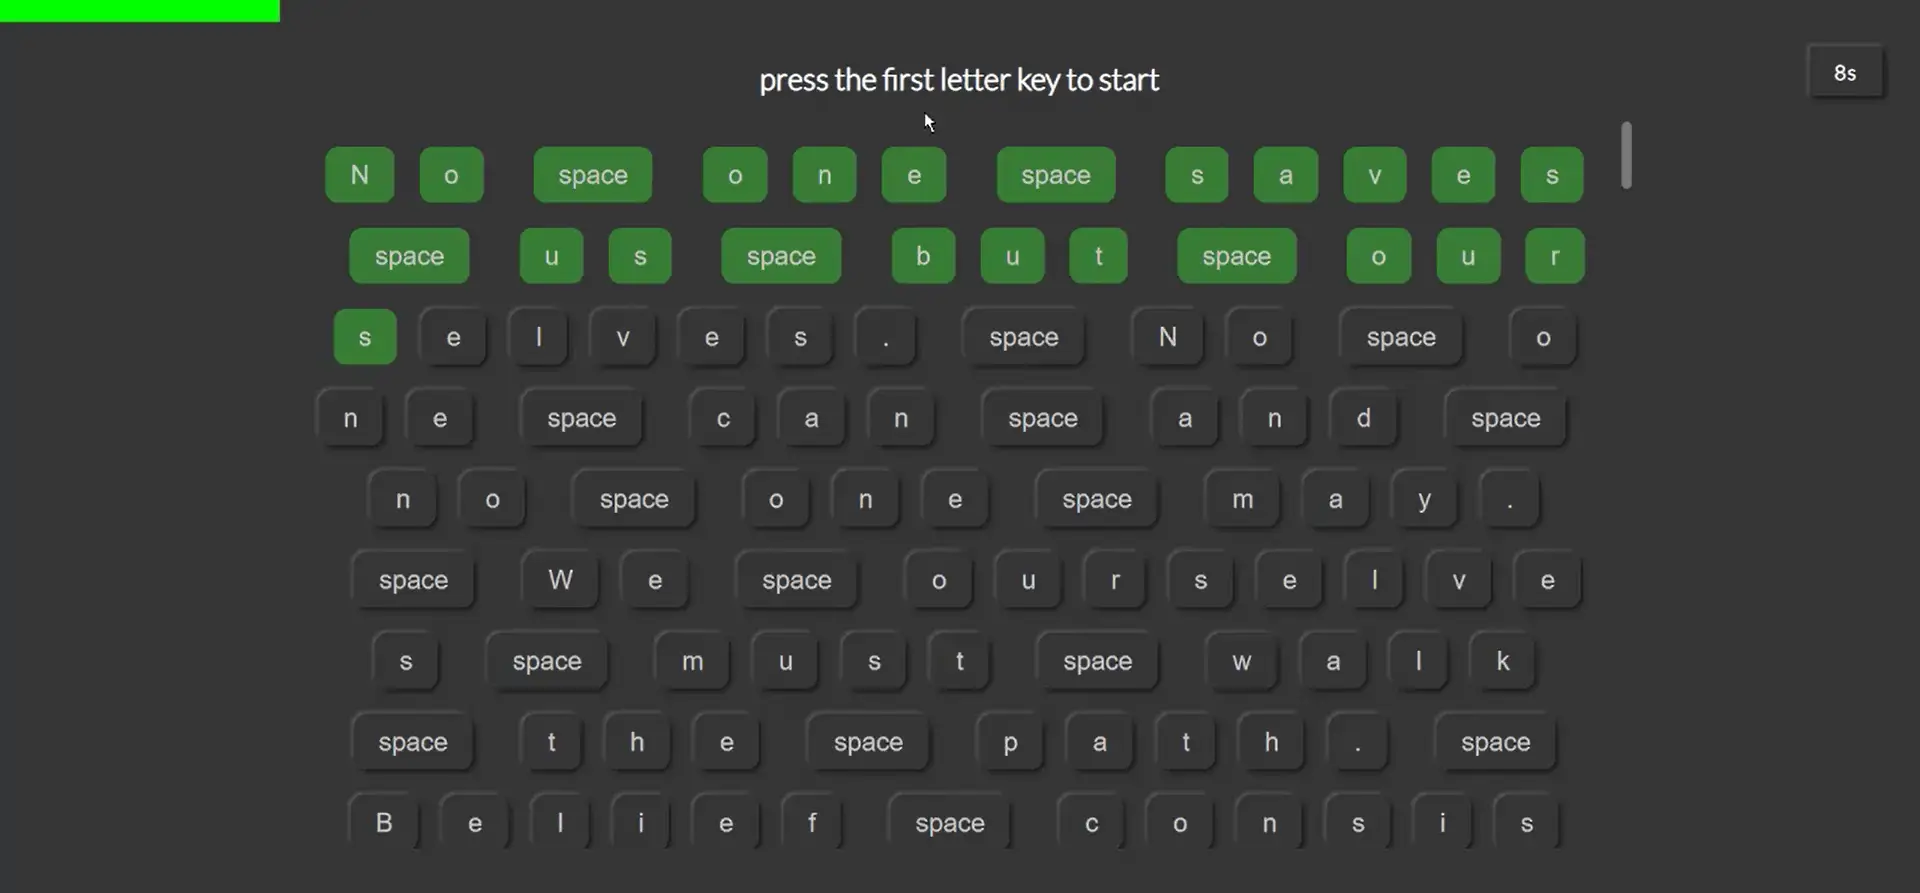 press the first letter key to start
8s
N o space o n e space s a v e s
space u s space b u t space o u r
s e l v e s . space N o space o
n e space c a n space a n d space
n o space o n e space m a y .
space W e space o u r s e l v e
s space m u s t space w a l k
space t h e space p a t h . space
B e l i e f space c o n s i s